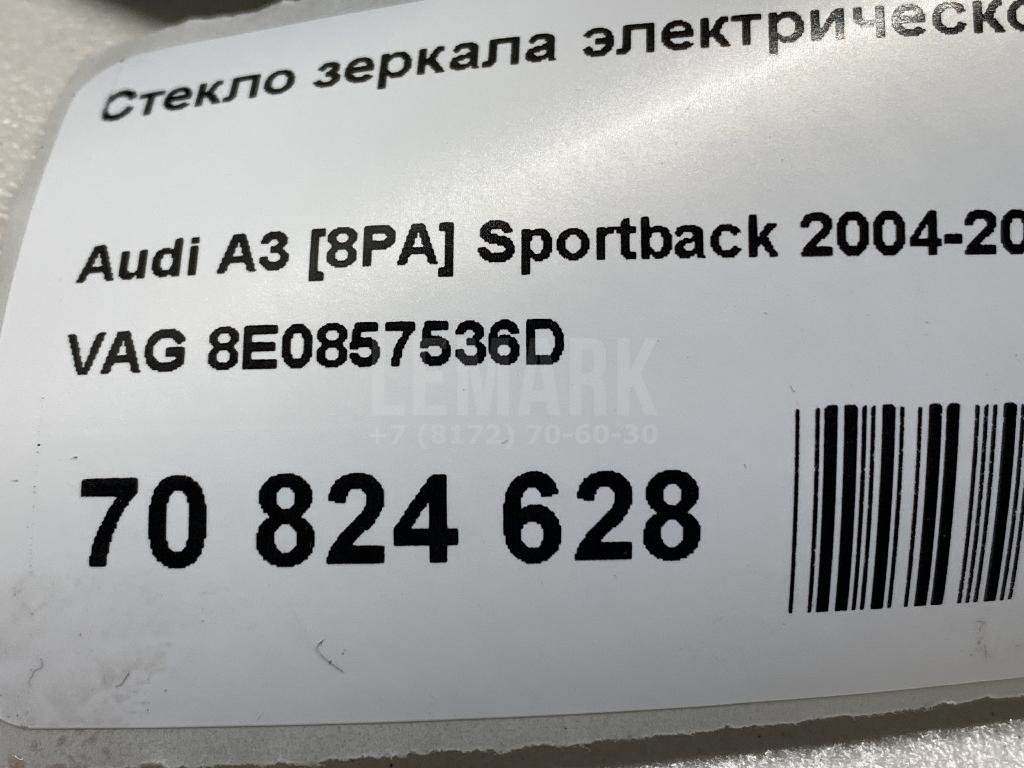 Стекло зеркала электрическо
Audi A3 [8PA] Sportback 2004-20
VAG 8E0857536D
LEMARK
+7 (8172) 70-60-30
70 824 628